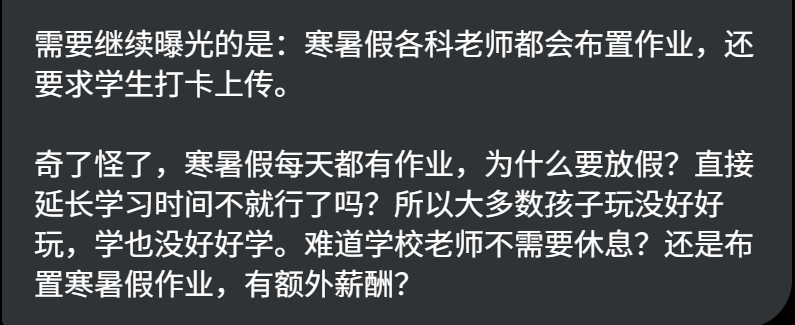 需要继续曝光的是：寒暑假各科老师都会布置作业，还
要求学生打卡上传。
奇了怪了，寒暑假每天都有作业，为什么要放假？直接
延长学习时间不就行了吗？所以大多数孩子玩没好好
玩，学也没好好学。难道学校老师不需要休息？还是布
置寒暑假作业，有额外薪酬？